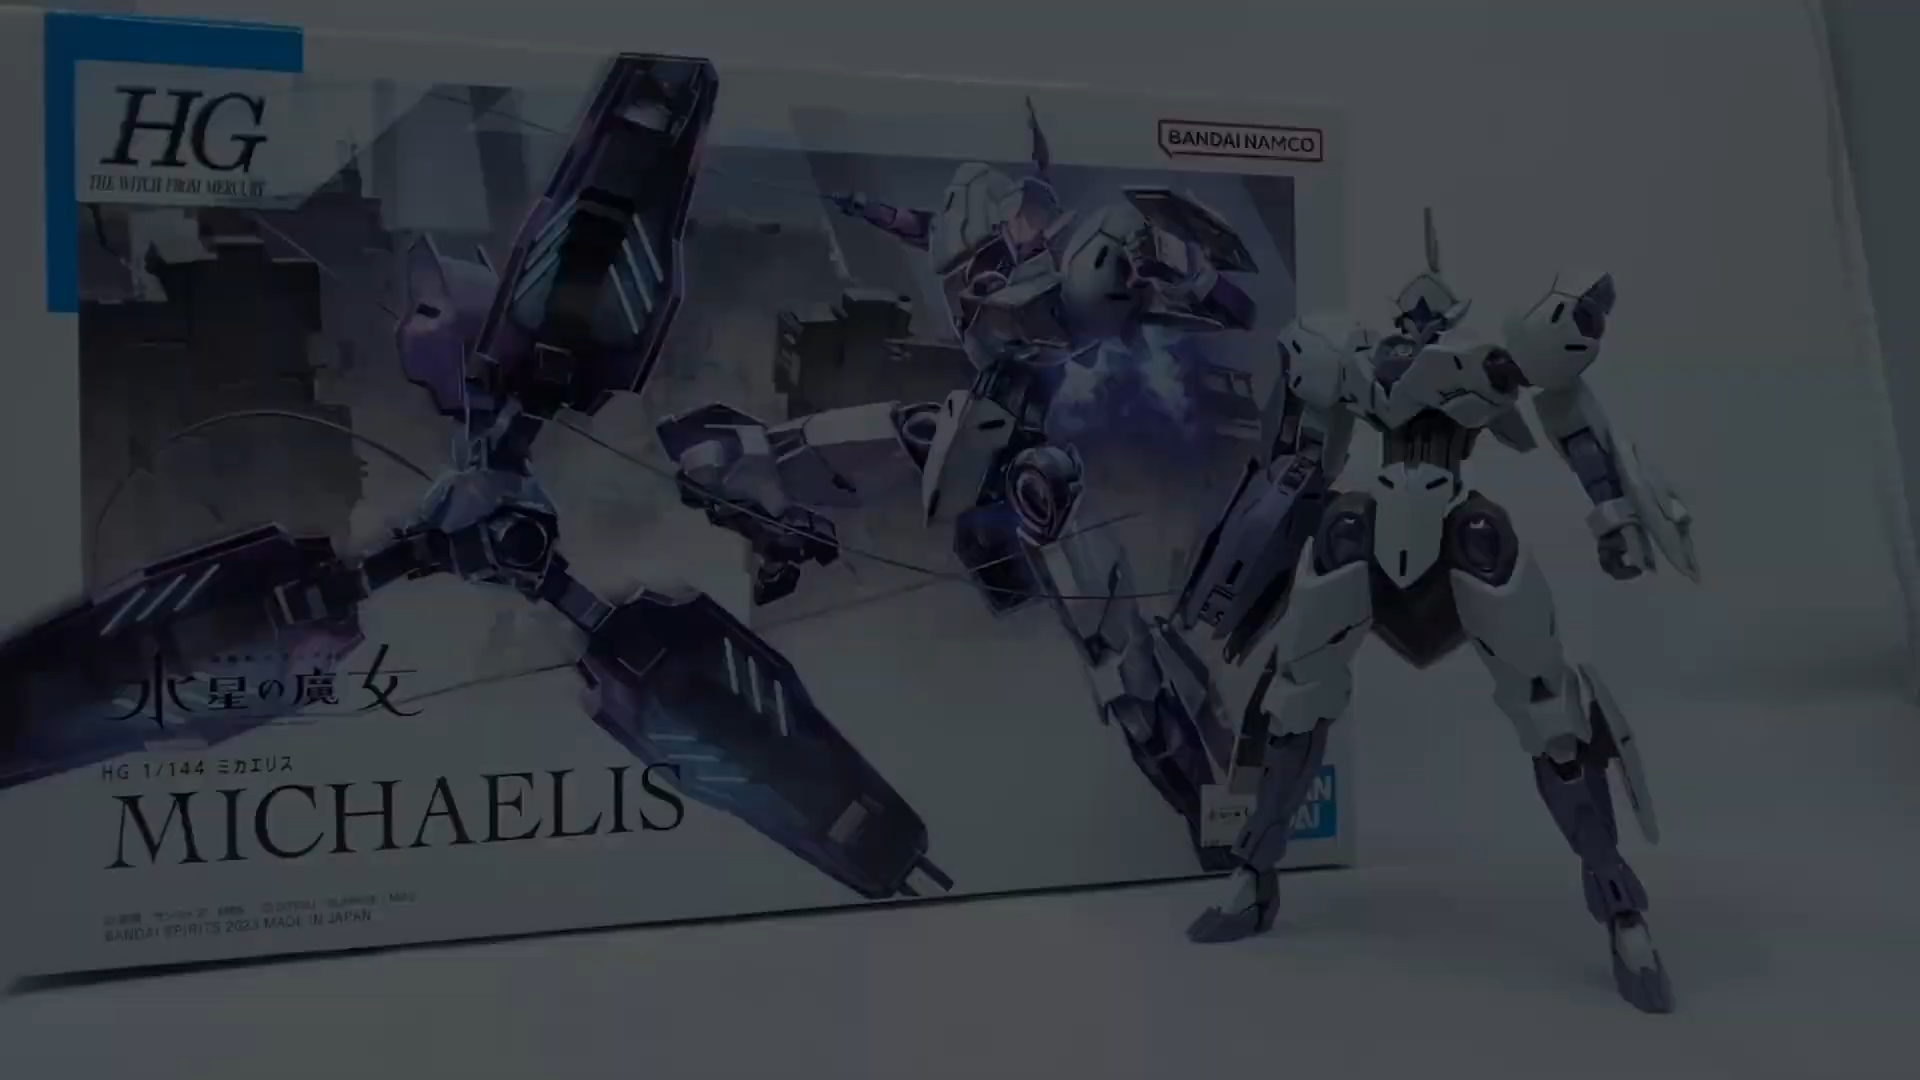 HG
THE WITCH FROM MERCURY
BANDAI NAMCO
水星の魔女
HG 1/144 ミカエリス
MICHAELIS
BANDAI SPIRITS 2023 MADE IN JAPAN